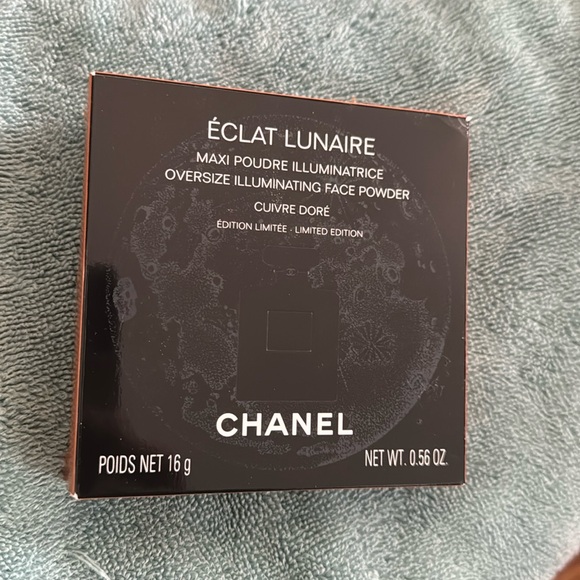 ÉCLAT LUNAIRE
MAXI POUDRE ILLUMINATRICE
OVERSIZE ILLUMINATING FACE POWDER
CUIVRE DORÉ
ÉDITION LIMITÉE · LIMITED EDITION
CHANEL
POIDS NET 16 g
NET WT. 0.56 OZ.